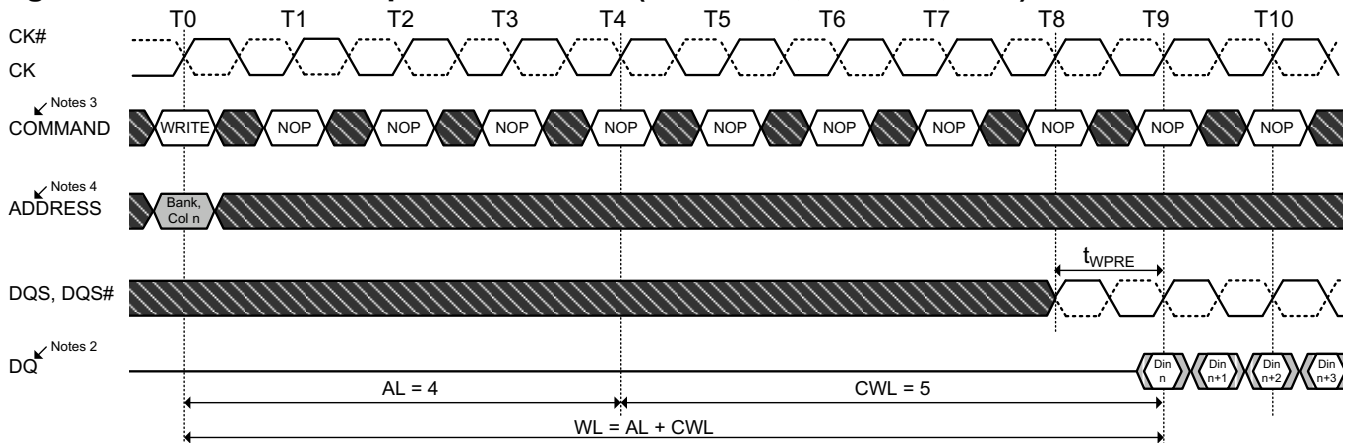 T0 T1 T2 T3 T4 T5 T6 T7 T8 T9 T10
CK#
CK
Notes 3
COMMAND
WRITE NOP NOP NOP NOP NOP NOP NOP NOP NOP NOP
Notes 4
ADDRESS
Bank,
Col n
tWPRE
DQS, DQS#
Notes 2
DQ
Din
n
Din
n+1
Din
n+2
Din
n+3
AL = 4
CWL = 5
WL = AL + CWL